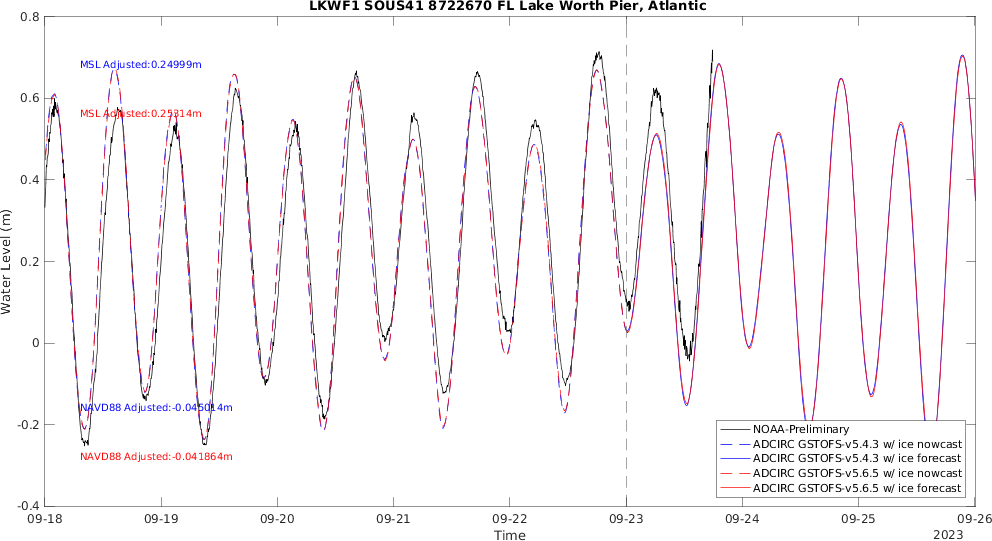 LKWF1 SOUS41 8722670 FL Lake Worth Pier, Atlantic
0.8
0.6
0.4
0.2
0
-0.2
-0.4
Water Level (m)
MSL Adjusted:0.24999m
MSL Adjusted:0.25314m
NAVD88 Adjusted:-0.045014m
NAVD88 Adjusted:-0.041864m
NOAA-Preliminary
ADCIRC GSTOFS-v5.4.3 w/ ice nowcast
ADCIRC GSTOFS-v5.4.3 w/ ice forecast
ADCIRC GSTOFS-v5.6.5 w/ ice nowcast
ADCIRC GSTOFS-v5.6.5 w/ ice forecast
09-18 09-19 09-20 09-21 09-22 09-23 09-24 09-25 09-26
Time
2023